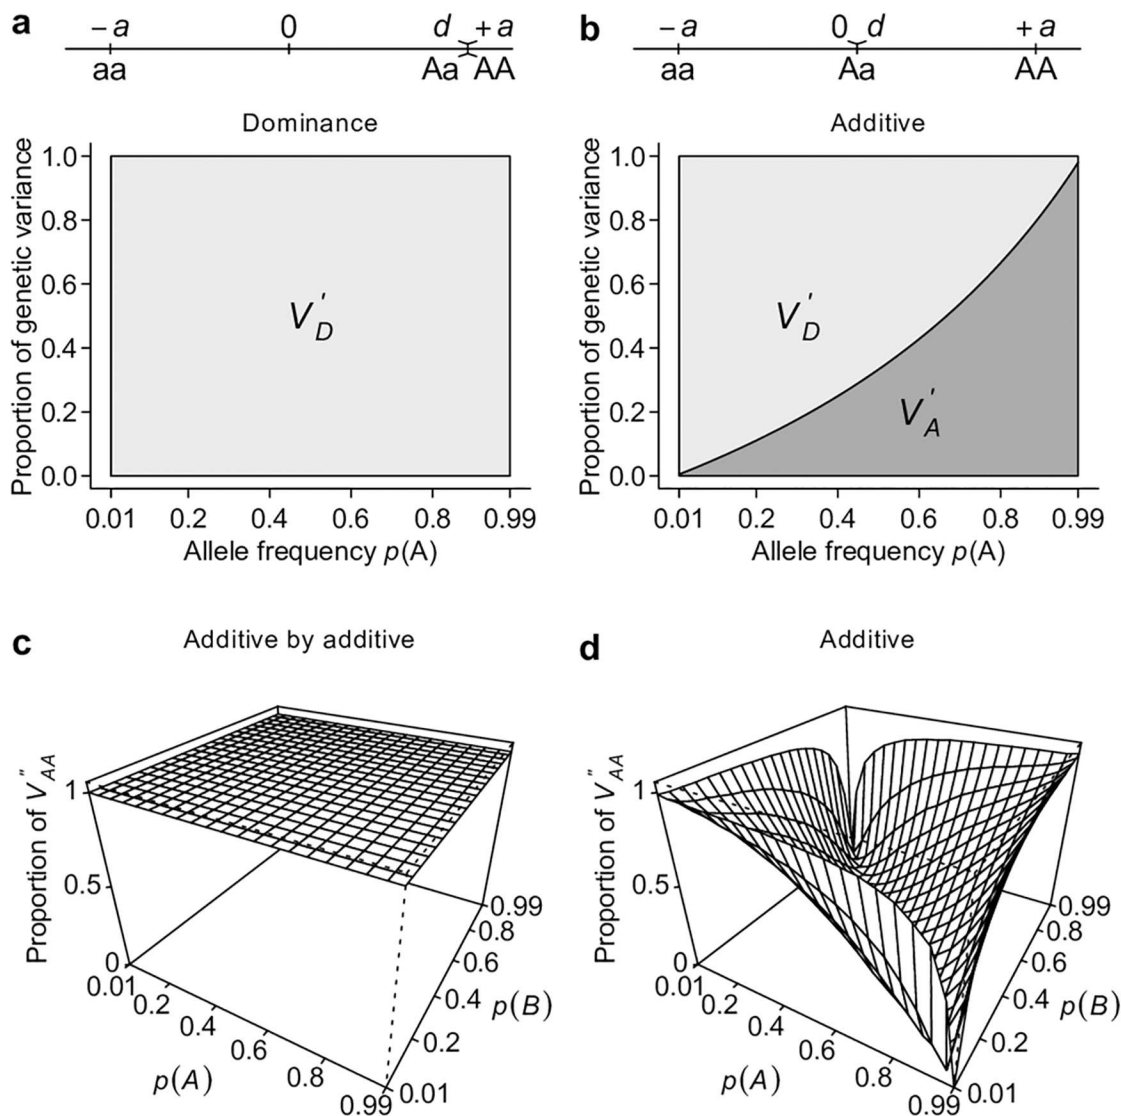 a
− a 0 d + a
aa Aa AA
Dominance
Proportion of genetic variance
1.0
0.8
0.6
0.4
0.2
0.0
V'D
0.01 0.2 0.4 0.6 0.8 0.99
Allele frequency p(A)
b
− a 0 d + a
aa Aa AA
Additive
Proportion of genetic variance
1.0
0.8
0.6
0.4
0.2
0.0
V'D
V'A
0.01 0.2 0.4 0.6 0.8 0.99
Allele frequency p(A)
c
Additive by additive
Proportion of V"AA
1
0.5
0
0.01 0.2 0.4 0.6 0.8 0.99
p(A)
0.01 0.2 0.4 0.6 0.8 0.99
p(B)
d
Additive
Proportion of V"AA
1
0.5
0
0.01 0.2 0.4 0.6 0.8 0.99
p(A)
0.01 0.2 0.4 0.6 0.8 0.99
p(B)